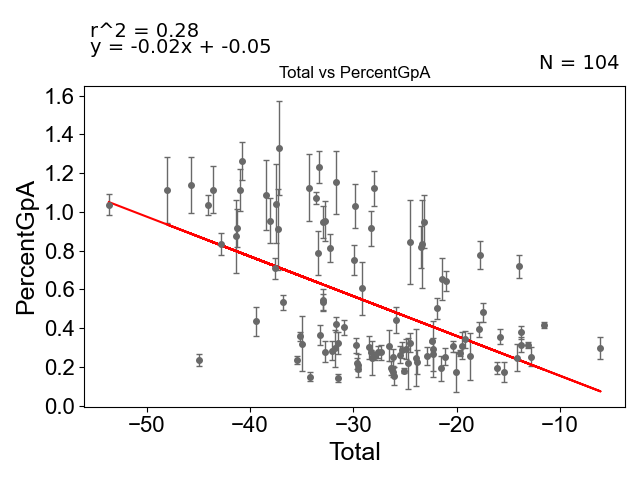 r^2 = 0.28
y = -0.02x + -0.05
N = 104
Total vs PercentGpA
1.6
1.4
1.2
1.0
0.8
0.6
0.4
0.2
0.0
PercentGpA
−50
−40
−30
−20
−10
Total